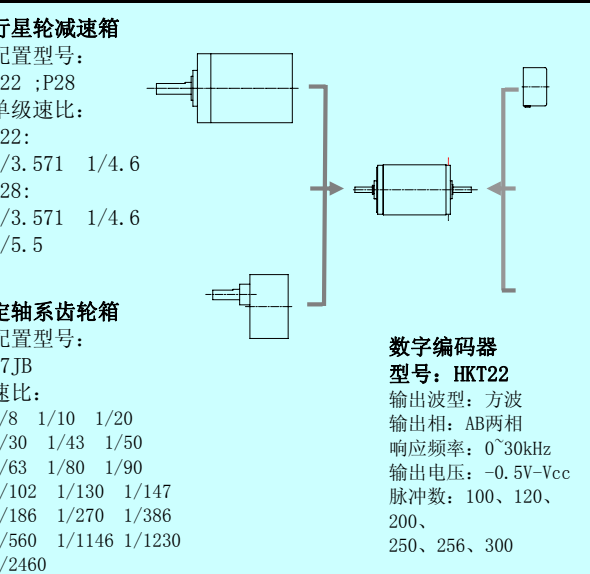 行星轮减速箱
配置型号：
22 ;P28
单级速比：
22:
/3.571 1/4.6
28:
/3.571 1/4.6
/5.5
定轴系齿轮箱
配置型号：
7JB
速比：
/8 1/10 1/20
/30 1/43 1/50
/63 1/80 1/90
/102 1/130 1/147
/186 1/270 1/386
/560 1/1146 1/1230
/2460
数字编码器
型号：HKT22
输出波型：方波
输出相：AB两相
响应频率：0~30kHz
输出电压：-0.5V-Vcc
脉冲数：100、120、
200、
250、256、300